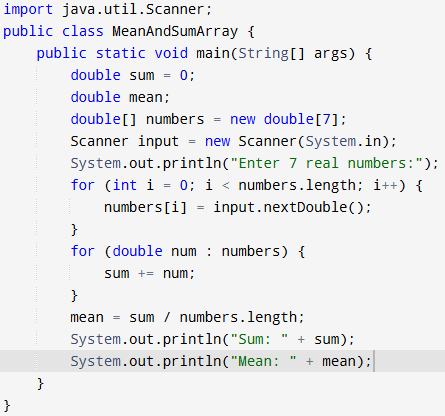 import java.util.Scanner;
public class MeanAndSumArray {
    public static void main(String[] args) {
        double sum = 0;
        double mean;
        double[] numbers = new double[7];
        Scanner input = new Scanner(System.in);
        System.out.println("Enter 7 real numbers:");
        for (int i = 0; i < numbers.length; i++) {
            numbers[i] = input.nextDouble();
        }
        for (double num : numbers) {
            sum += num;
        }
        mean = sum / numbers.length;
        System.out.println("Sum: " + sum);
        System.out.println("Mean: " + mean);
    }
}